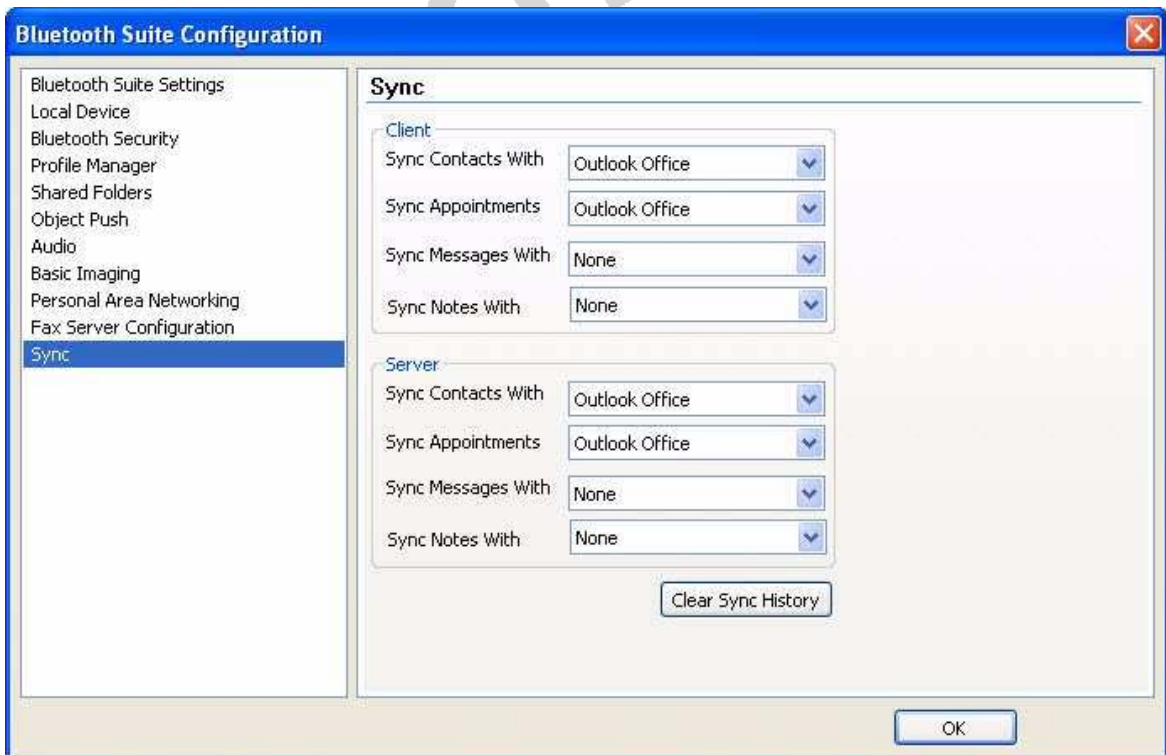 Bluetooth Suite Configuration
Bluetooth Suite Settings
Local Device
Bluetooth Security
Profile Manager
Shared Folders
Object Push
Audio
Basic Imaging
Personal Area Networking
Fax Server Configuration
Sync
Sync
Client
Sync Contacts With Outlook Office
Sync Appointments Outlook Office
Sync Messages With None
Sync Notes With None
Server
Sync Contacts With Outlook Office
Sync Appointments Outlook Office
Sync Messages With None
Sync Notes With None
Clear Sync History
OK